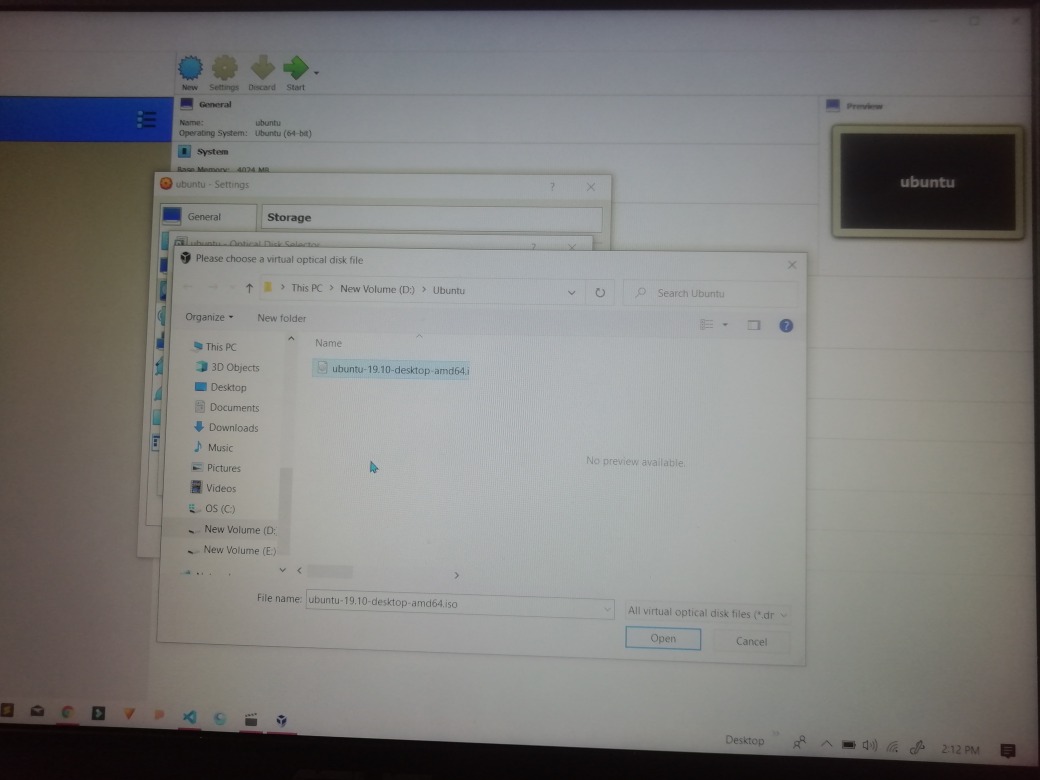 New Settings Discard Start
General
Preview
Name: ubuntu
Operating System: Ubuntu (64-bit)
System
Base Memory: 4024 MB
ubuntu
ubuntu - Settings ?
General
Storage
ubuntu - Optical Disk Selector ?
Please choose a virtual optical disk file
This PC > New Volume (D:) > Ubuntu
Search Ubuntu
Organize
New folder
?
Name
This PC
ubuntu-19.10-desktop-amd64.i
3D Objects
Desktop
Documents
Downloads
Music
Pictures
No preview available.
Videos
OS (C:)
New Volume (D:
New Volume (E:)
File name: ubuntu-19.10-desktop-amd64.iso
All virtual optical disk files (*.dr
Open
Cancel
Desktop
2:12 PM